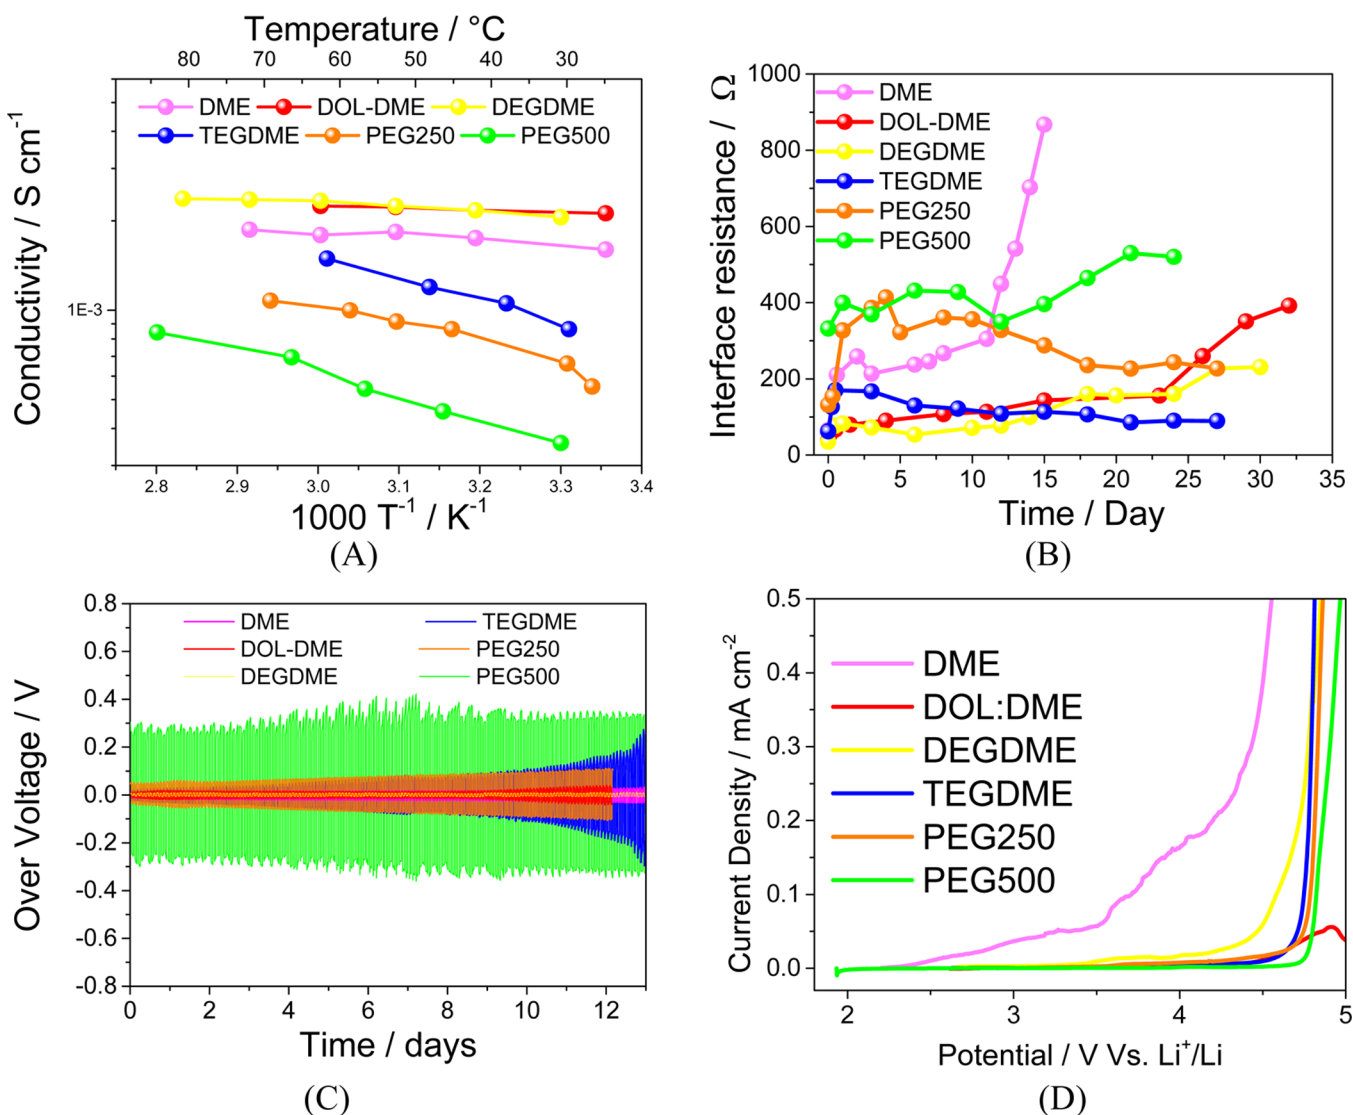 Temperature / °C
80 70 60 50 40 30
DME DOL-DME DEGDME
TEGDME PEG250 PEG500
Conductivity / S cm⁻¹
1E-3
2.8 2.9 3.0 3.1 3.2 3.3 3.4
1000 T⁻¹ / K⁻¹
(A)
Interface resistance / Ω
1000
800
600
400
200
0
DME
DOL-DME
DEGDME
TEGDME
PEG250
PEG500
0 5 10 15 20 25 30 35
Time / Day
(B)
Over Voltage / V
0.8
0.6
0.4
0.2
0.0
-0.2
-0.4
-0.6
-0.8
DME TEGDME
DOL-DME PEG250
DEGDME PEG500
0 2 4 6 8 10 12
Time / days
(C)
Current Density / mA cm⁻²
0.5
0.4
0.3
0.2
0.1
0.0
DME
DOL:DME
DEGDME
TEGDME
PEG250
PEG500
2 3 4 5
Potential / V Vs. Li⁺/Li
(D)